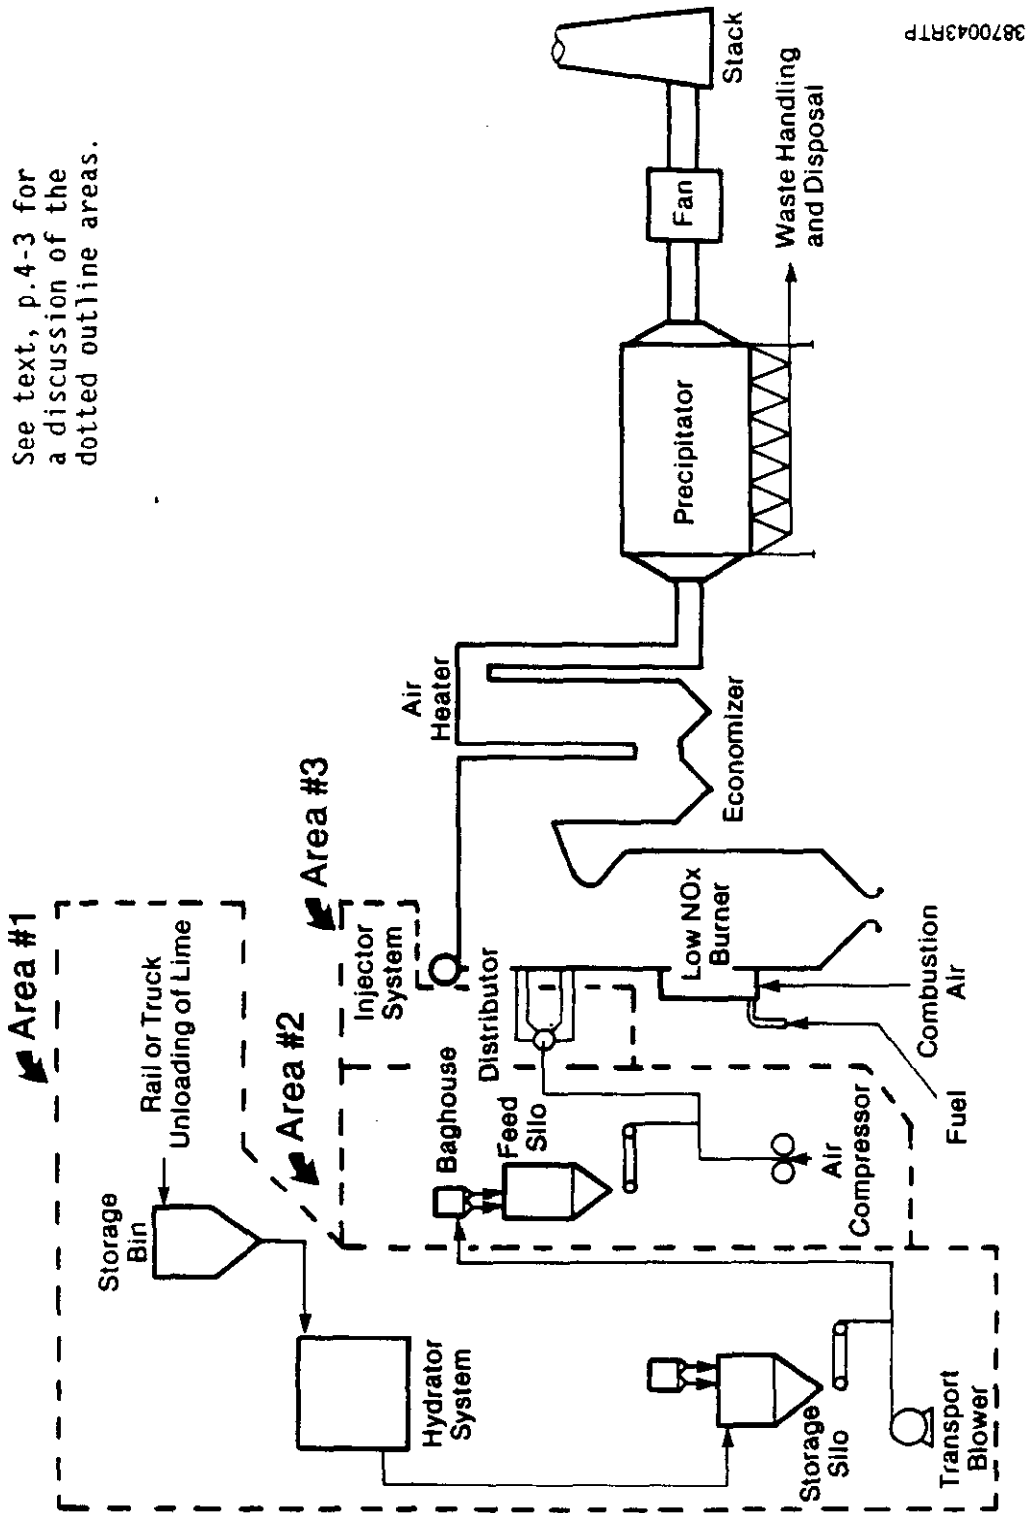 See text, p.4-3 for
a discussion of the
dotted outline areas.
Area #1
Rail or Truck
Unloading of Lime
Storage
Bin
Area #2
Area #3
Hydrator
System
Injector
System
Air
Heater
Baghouse
Distributor
Feed
Silo
Storage
Silo
Transport
Blower
Air
Compressor
Low NOx
Burner
Combustion
Air
Fuel
Economizer
Precipitator
Fan
Stack
Waste Handling
and Disposal
3870043RTP